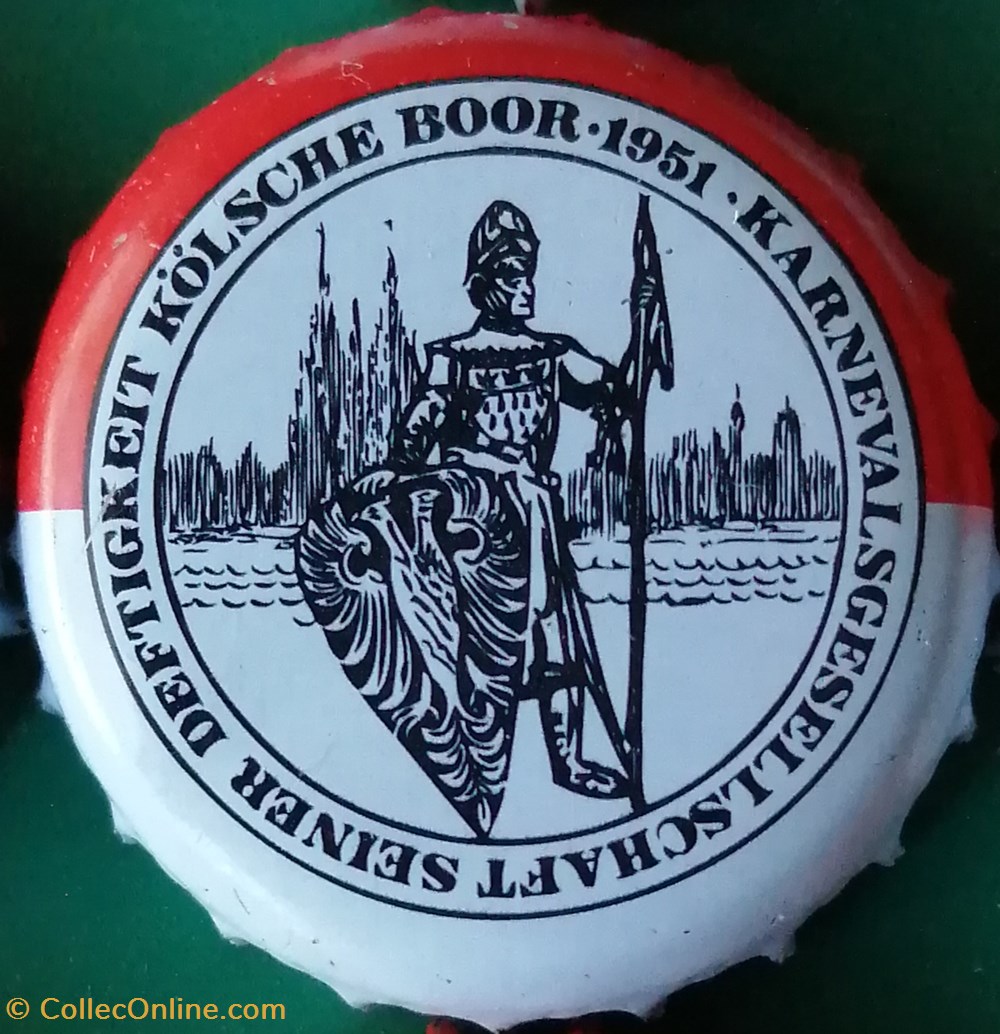 KARNEVALSGESELLSCHAFT SEINER DEFTIGKEIT KÖLSCHE BOOR · 1951 ·
© CollecOnline.com